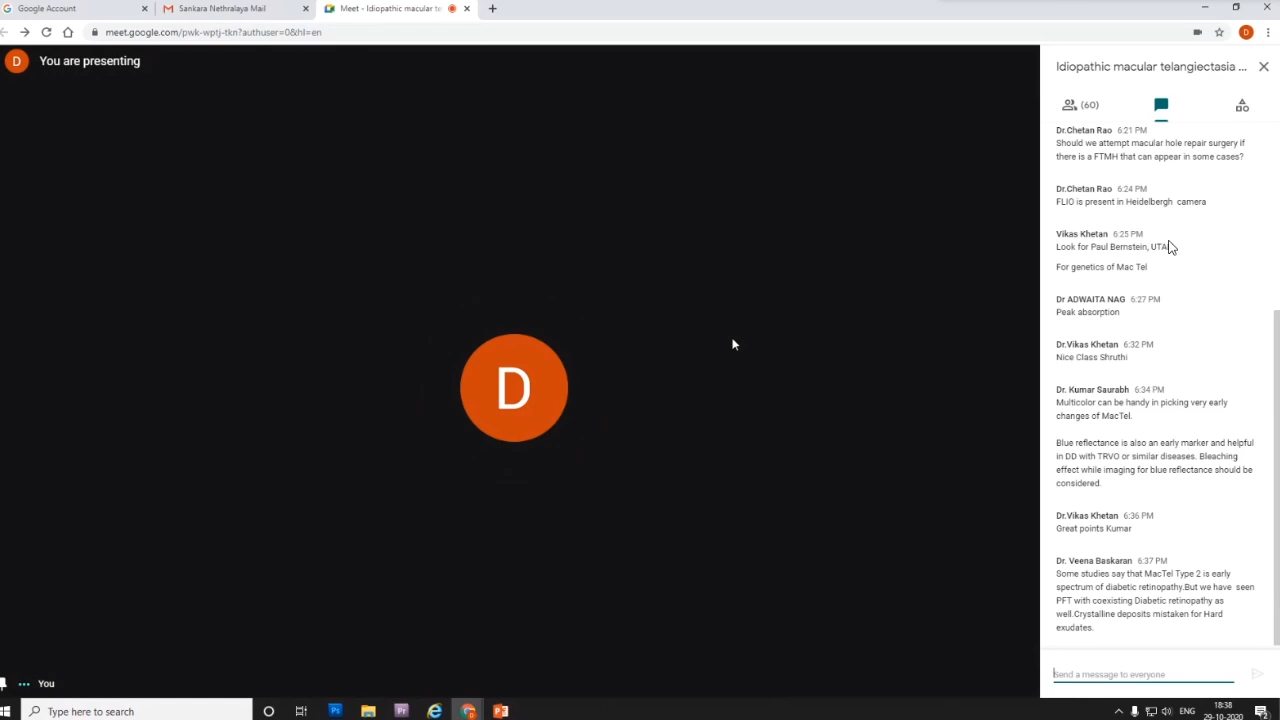 Google Account
Sankara Nethralaya Mail
Meet - Idiopathic macular te
meet.google.com/pwk-wptj-tkn?authuser=0&hl=en
D
D
You are presenting
Idiopathic macular telangiectasia ...
(60)
Dr.Chetan Rao 6:21 PM
Should we attempt macular hole repair surgery if
there is a FTMH that can appear in some cases?
Dr.Chetan Rao 6:24 PM
FLIO is present in Heidelbergh camera
Vikas Khetan 6:25 PM
Look for Paul Bernstein, UTA
For genetics of Mac Tel
Dr ADWAITA NAG 6:27 PM
Peak absorption
Dr.Vikas Khetan 6:32 PM
Nice Class Shruthi
Dr. Kumar Saurabh 6:34 PM
Multicolor can be handy in picking very early
changes of MacTel.
Blue reflectance is also an early marker and helpful
in DD with TRVO or similar diseases. Bleaching
effect while imaging for blue reflectance should be
considered.
Dr.Vikas Khetan 6:36 PM
Great points Kumar
Dr. Veena Baskaran 6:37 PM
Some studies say that MacTel Type 2 is early
spectrum of diabetic retinopathy.But we have seen
PFT with coexisting Diabetic retinopathy as
well.Crystalline deposits mistaken for Hard
exudates.
Send a message to everyone
D
You
Type here to search
ENG
18:38
29-10-2020